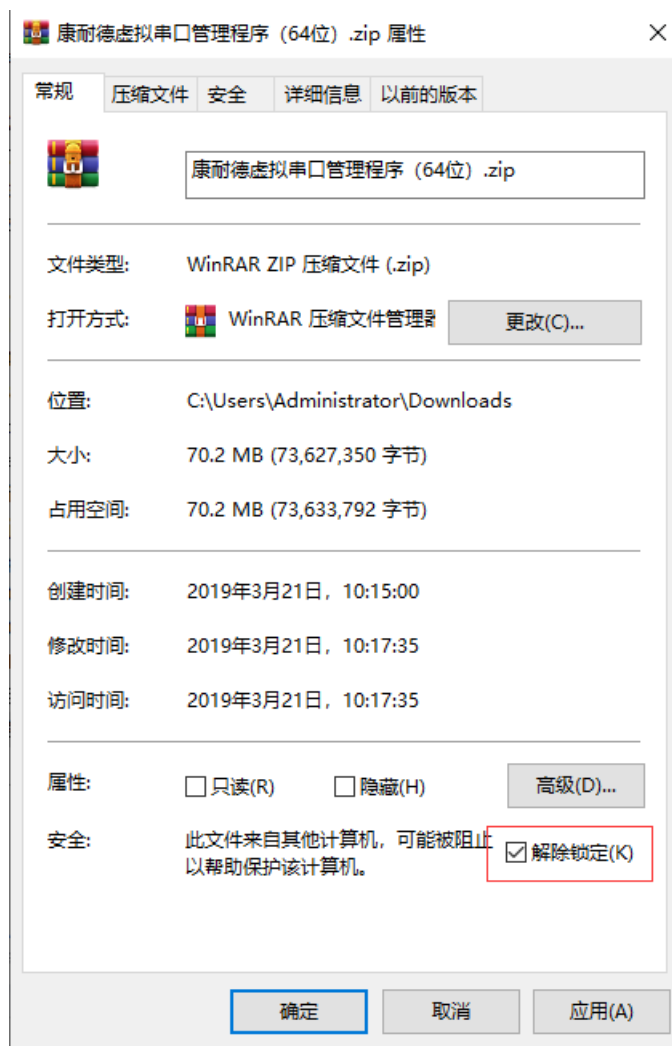 康耐德虚拟串口管理程序（64位）.zip 属性
常规 压缩文件 安全 详细信息 以前的版本
康耐德虚拟串口管理程序（64位）.zip
文件类型: WinRAR ZIP 压缩文件 (.zip)
打开方式: WinRAR 压缩文件管理器 更改(C)...
位置: C:\Users\Administrator\Downloads
大小: 70.2 MB (73,627,350 字节)
占用空间: 70.2 MB (73,633,792 字节)
创建时间: 2019年3月21日，10:15:00
修改时间: 2019年3月21日，10:17:35
访问时间: 2019年3月21日，10:17:35
属性: 只读(R) 隐藏(H) 高级(D)...
安全: 此文件来自其他计算机，可能被阻止
以帮助保护该计算机。 解除锁定(K)
确定 取消 应用(A)